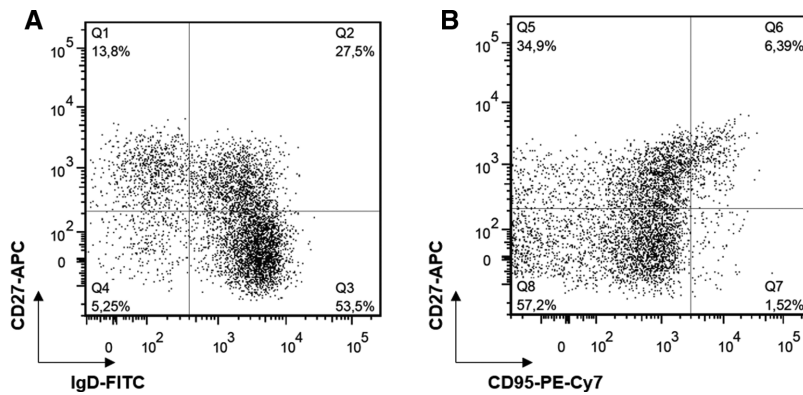 A
Q1
13,8%
Q2
27,5%
Q4
5,25%
Q3
53,5%
10^5
10^4
10^3
10^2
0
0
10^2
10^3
10^4
10^5
CD27-APC
IgD-FITC
B
Q5
34,9%
Q6
6,39%
Q8
57,2%
Q7
1,52%
10^5
10^4
10^3
10^2
0
0
10^2
10^3
10^4
10^5
CD27-APC
CD95-PE-Cy7